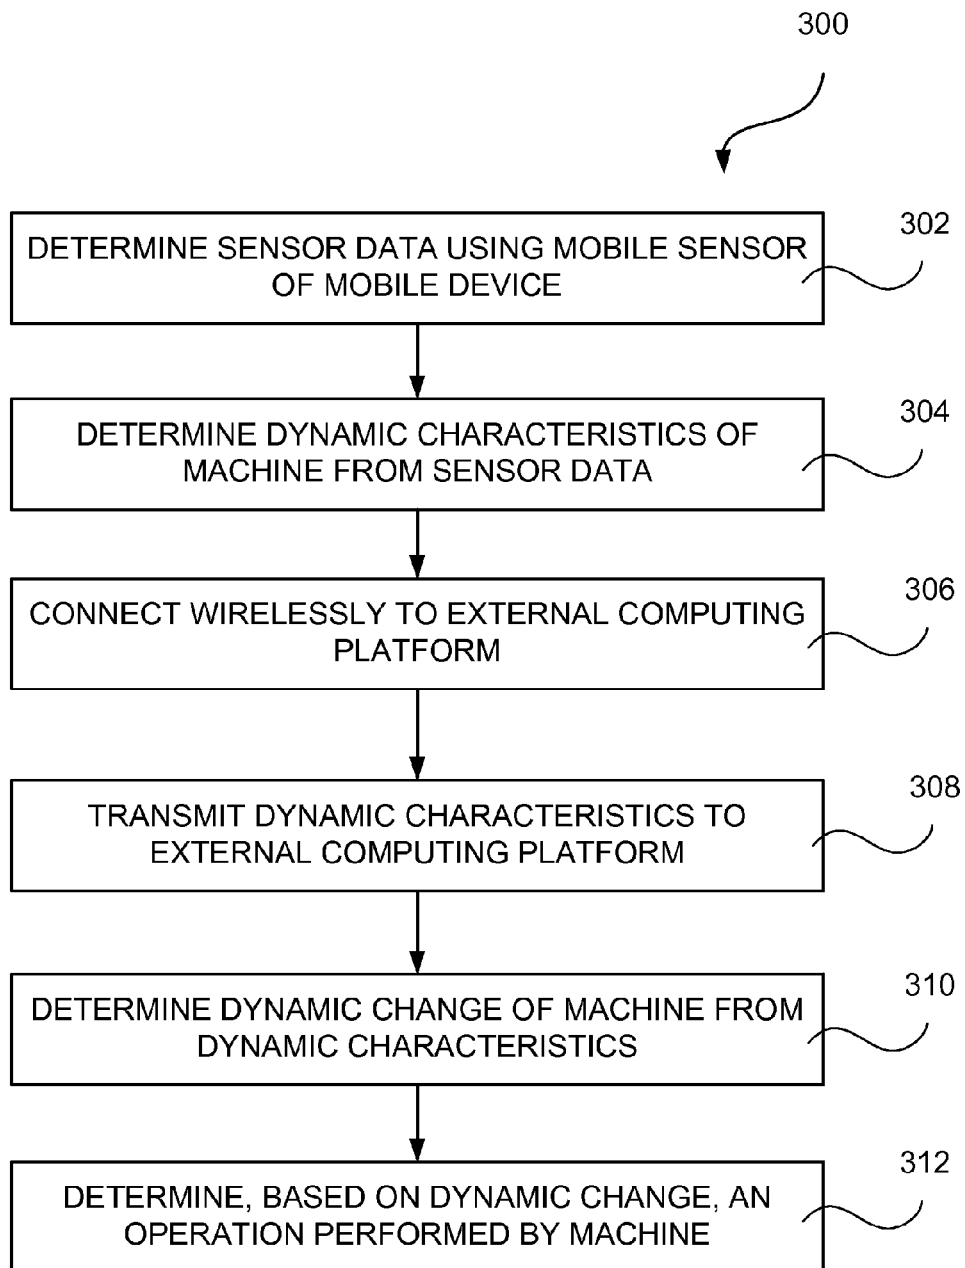 300
302
DETERMINE SENSOR DATA USING MOBILE SENSOR
OF MOBILE DEVICE
304
DETERMINE DYNAMIC CHARACTERISTICS OF
MACHINE FROM SENSOR DATA
306
CONNECT WIRELESSLY TO EXTERNAL COMPUTING
PLATFORM
308
TRANSMIT DYNAMIC CHARACTERISTICS TO
EXTERNAL COMPUTING PLATFORM
310
DETERMINE DYNAMIC CHANGE OF MACHINE FROM
DYNAMIC CHARACTERISTICS
312
DETERMINE, BASED ON DYNAMIC CHANGE, AN
OPERATION PERFORMED BY MACHINE